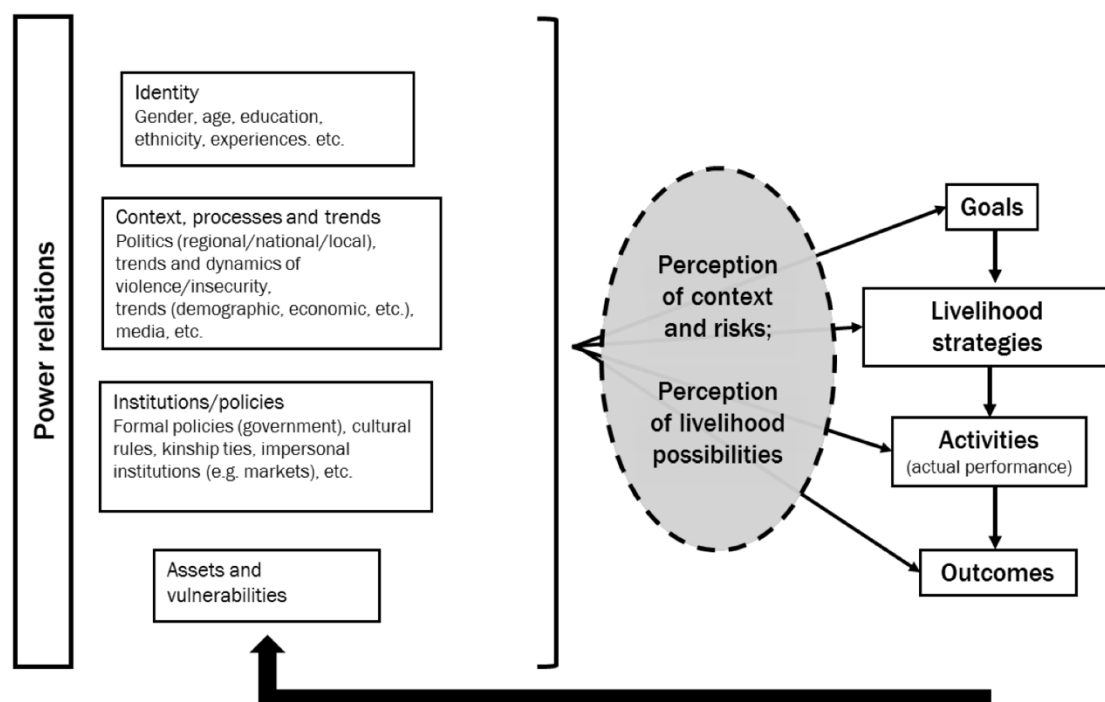 Power relations
Identity
Gender, age, education,
ethnicity, experiences. etc.
Context, processes and trends
Politics (regional/national/local),
trends and dynamics of
violence/insecurity,
trends (demographic, economic, etc.),
media, etc.
Institutions/policies
Formal policies (government), cultural
rules, kinship ties, impersonal
institutions (e.g. markets), etc.
Assets and
vulnerabilities
Perception
of context
and risks;
Perception
of livelihood
possibilities
Goals
Livelihood
strategies
Activities
(actual performance)
Outcomes